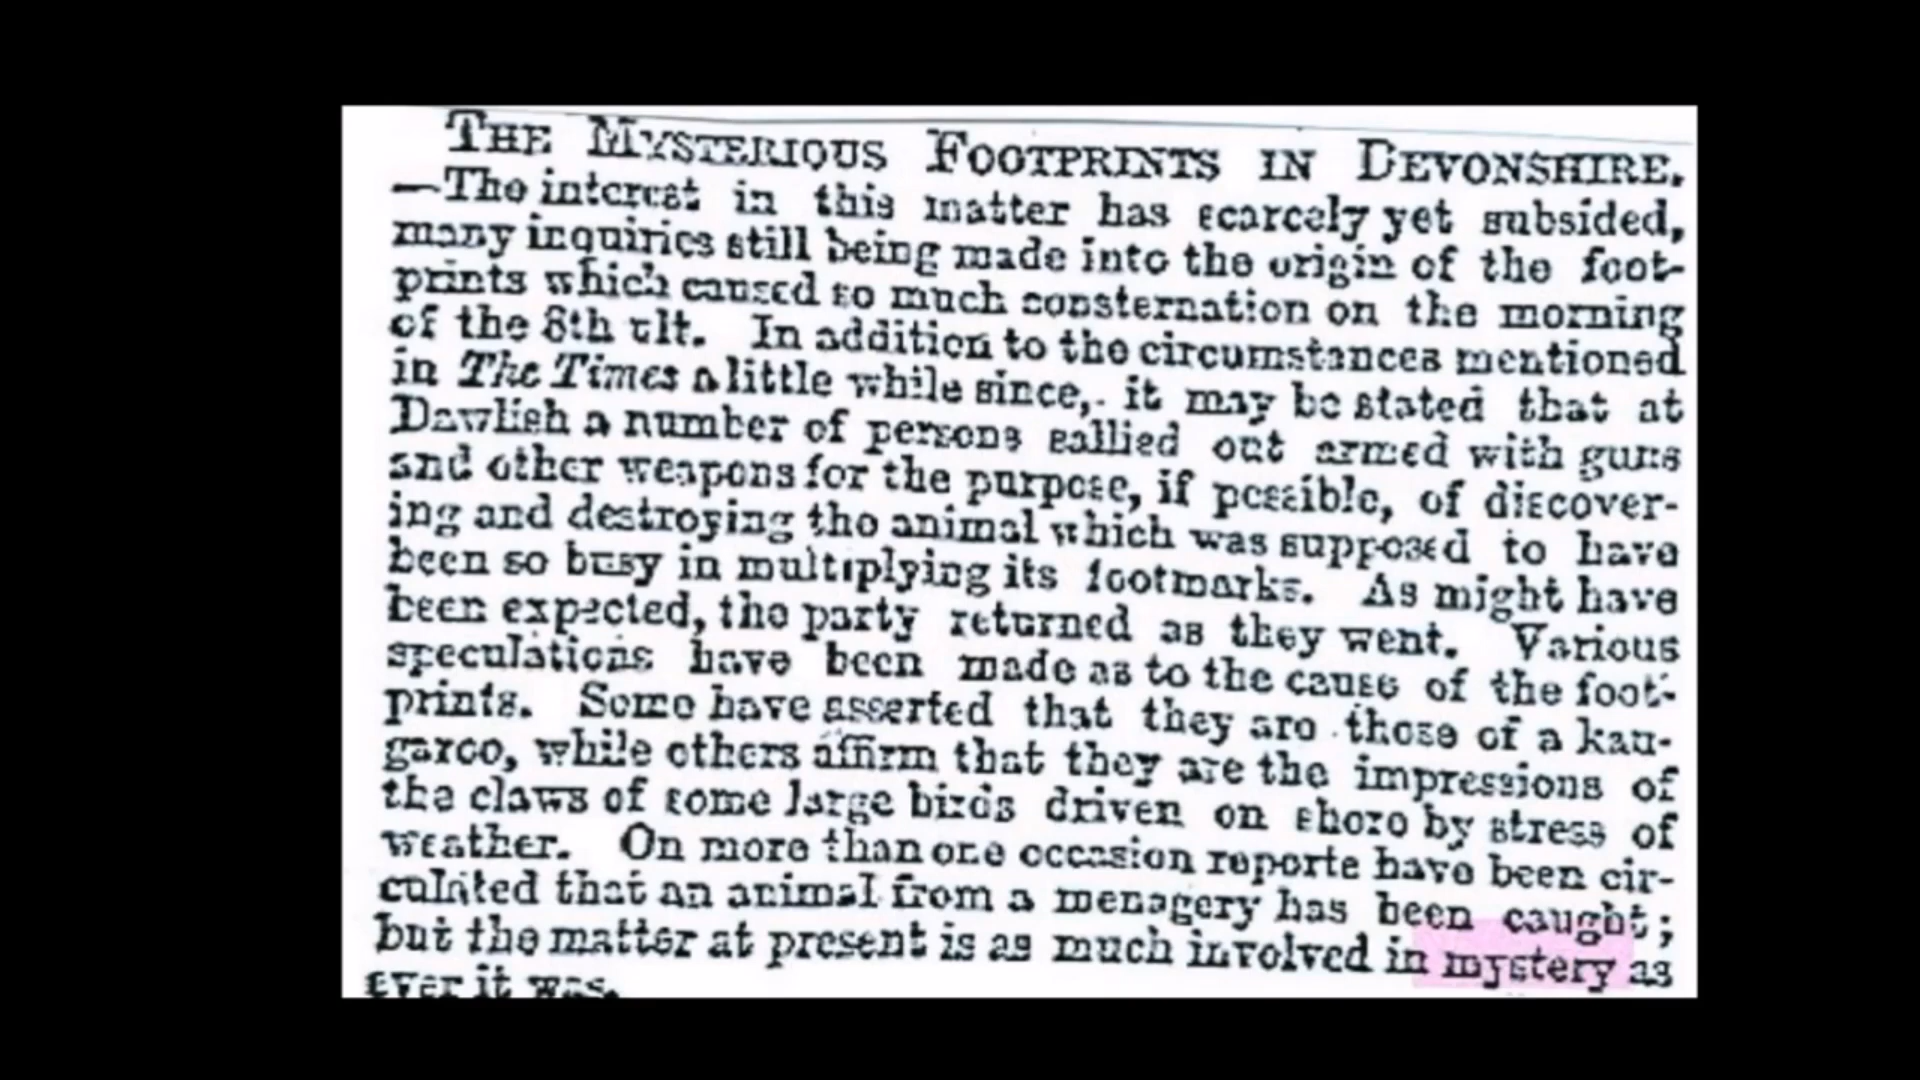 THE MYSTERIOUS FOOTPRINTS IN DEVONSHIRE.
—The interest in this matter has scarcely yet subsided,
many inquiries still being made into the origin of the foot-
prints which caused so much consternation on the morning
of the 8th ult. In addition to the circumstances mentioned
in The Times a little while since, it may be stated that at
Dawlish a number of persons sallied out armed with guns
and other weapons for the purpose, if possible, of discover-
ing and destroying the animal which was supposed to have
been so busy in multiplying its footmarks. As might have
been expected, the party returned as they went. Various
speculations have been made as to the cause of the foot-
prints. Some have asserted that they are those of a kan-
garoo, while others affirm that they are the impressions of
the claws of some large birds driven on shore by stress of
weather. On more than one occasion reports have been cir-
culated that an animal from a menagery has been caught;
but the matter at present is as much involved in mystery as
ever it was.